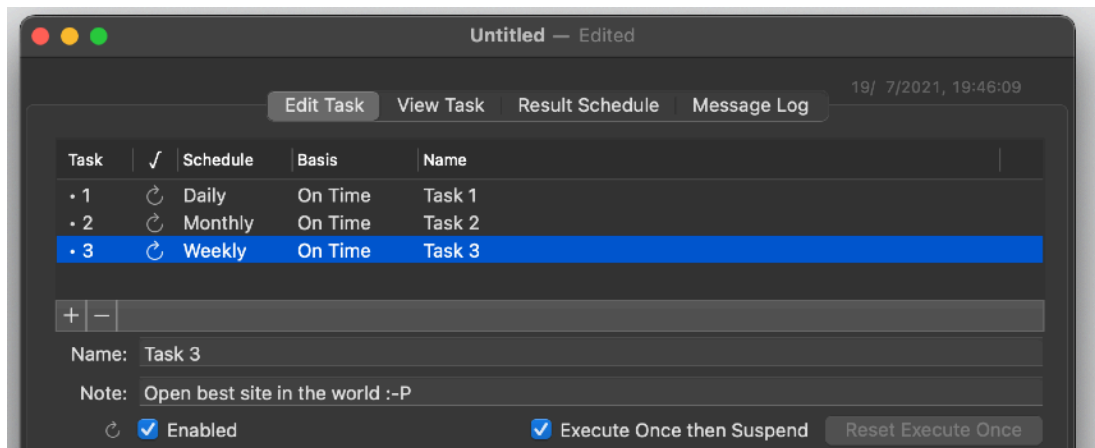 Untitled — Edited
19/ 7/2021, 19:46:09
Edit Task View Task Result Schedule Message Log
Task √ Schedule Basis Name
• 1 Daily On Time Task 1
• 2 Monthly On Time Task 2
• 3 Weekly On Time Task 3
+ −
Name: Task 3
Note: Open best site in the world :-P
Enabled Execute Once then Suspend Reset Execute Once